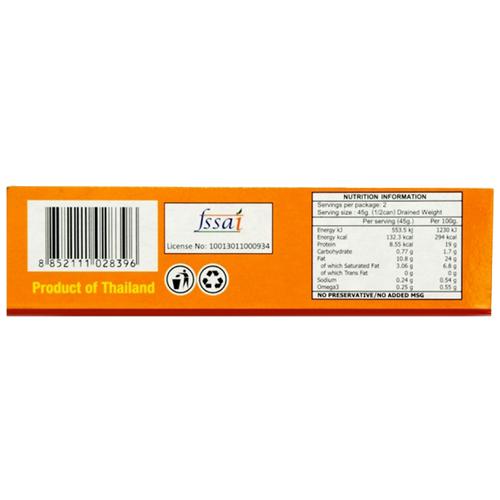 8 852111 028396
Product of Thailand
fssai
License No: 10013011000934
NUTRITION INFORMATION
Servings per package: 2
Serving size : 45g. (1/2can) Drained Weight
Per serving (45g.) Per 100g.
Energy kJ 553.5 kj 1230 kJ
Energy kcal 132.3 kcal 294 kcal
Protein 8.55 kcal 19 g
Carbohydrate 0.77 g 1.7 g
Fat 10.8 g 24 g
of which Saturated Fat 3.06 g 6.8 g
of which Trans Fat 0 g 0 g
Sodium 0.24 g 0.54 g
Omega3 0.25 g 0.55 g
NO PRESERVATIVE/NO ADDED MSG